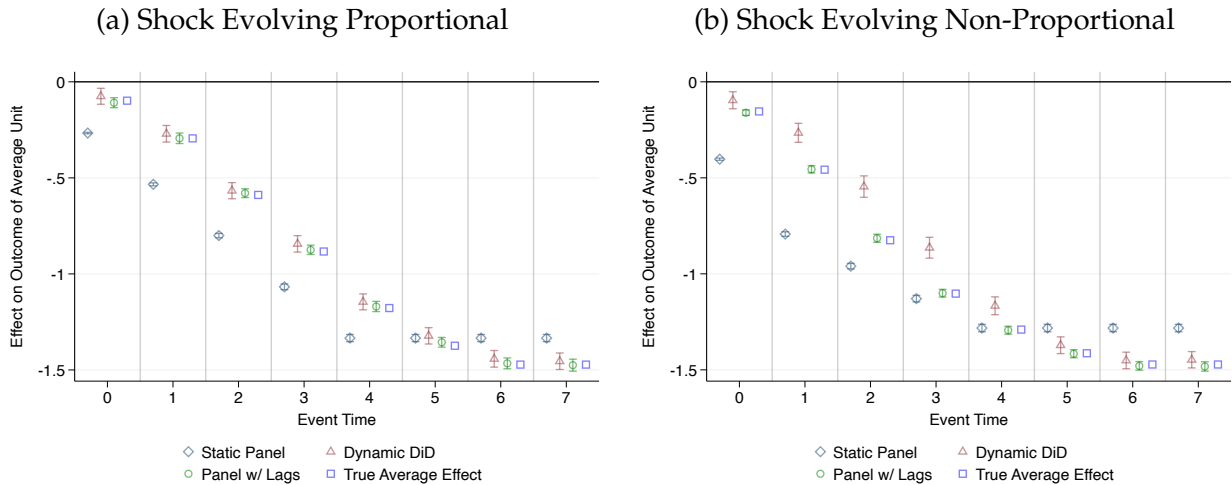 (a) Shock Evolving Proportional
Effect on Outcome of Average Unit
0
-.5
-1
-1.5
0 1 2 3 4 5 6 7
Event Time
Static Panel Dynamic DiD
Panel w/ Lags True Average Effect
(b) Shock Evolving Non-Proportional
Effect on Outcome of Average Unit
0
-.5
-1
-1.5
0 1 2 3 4 5 6 7
Event Time
Static Panel Dynamic DiD
Panel w/ Lags True Average Effect